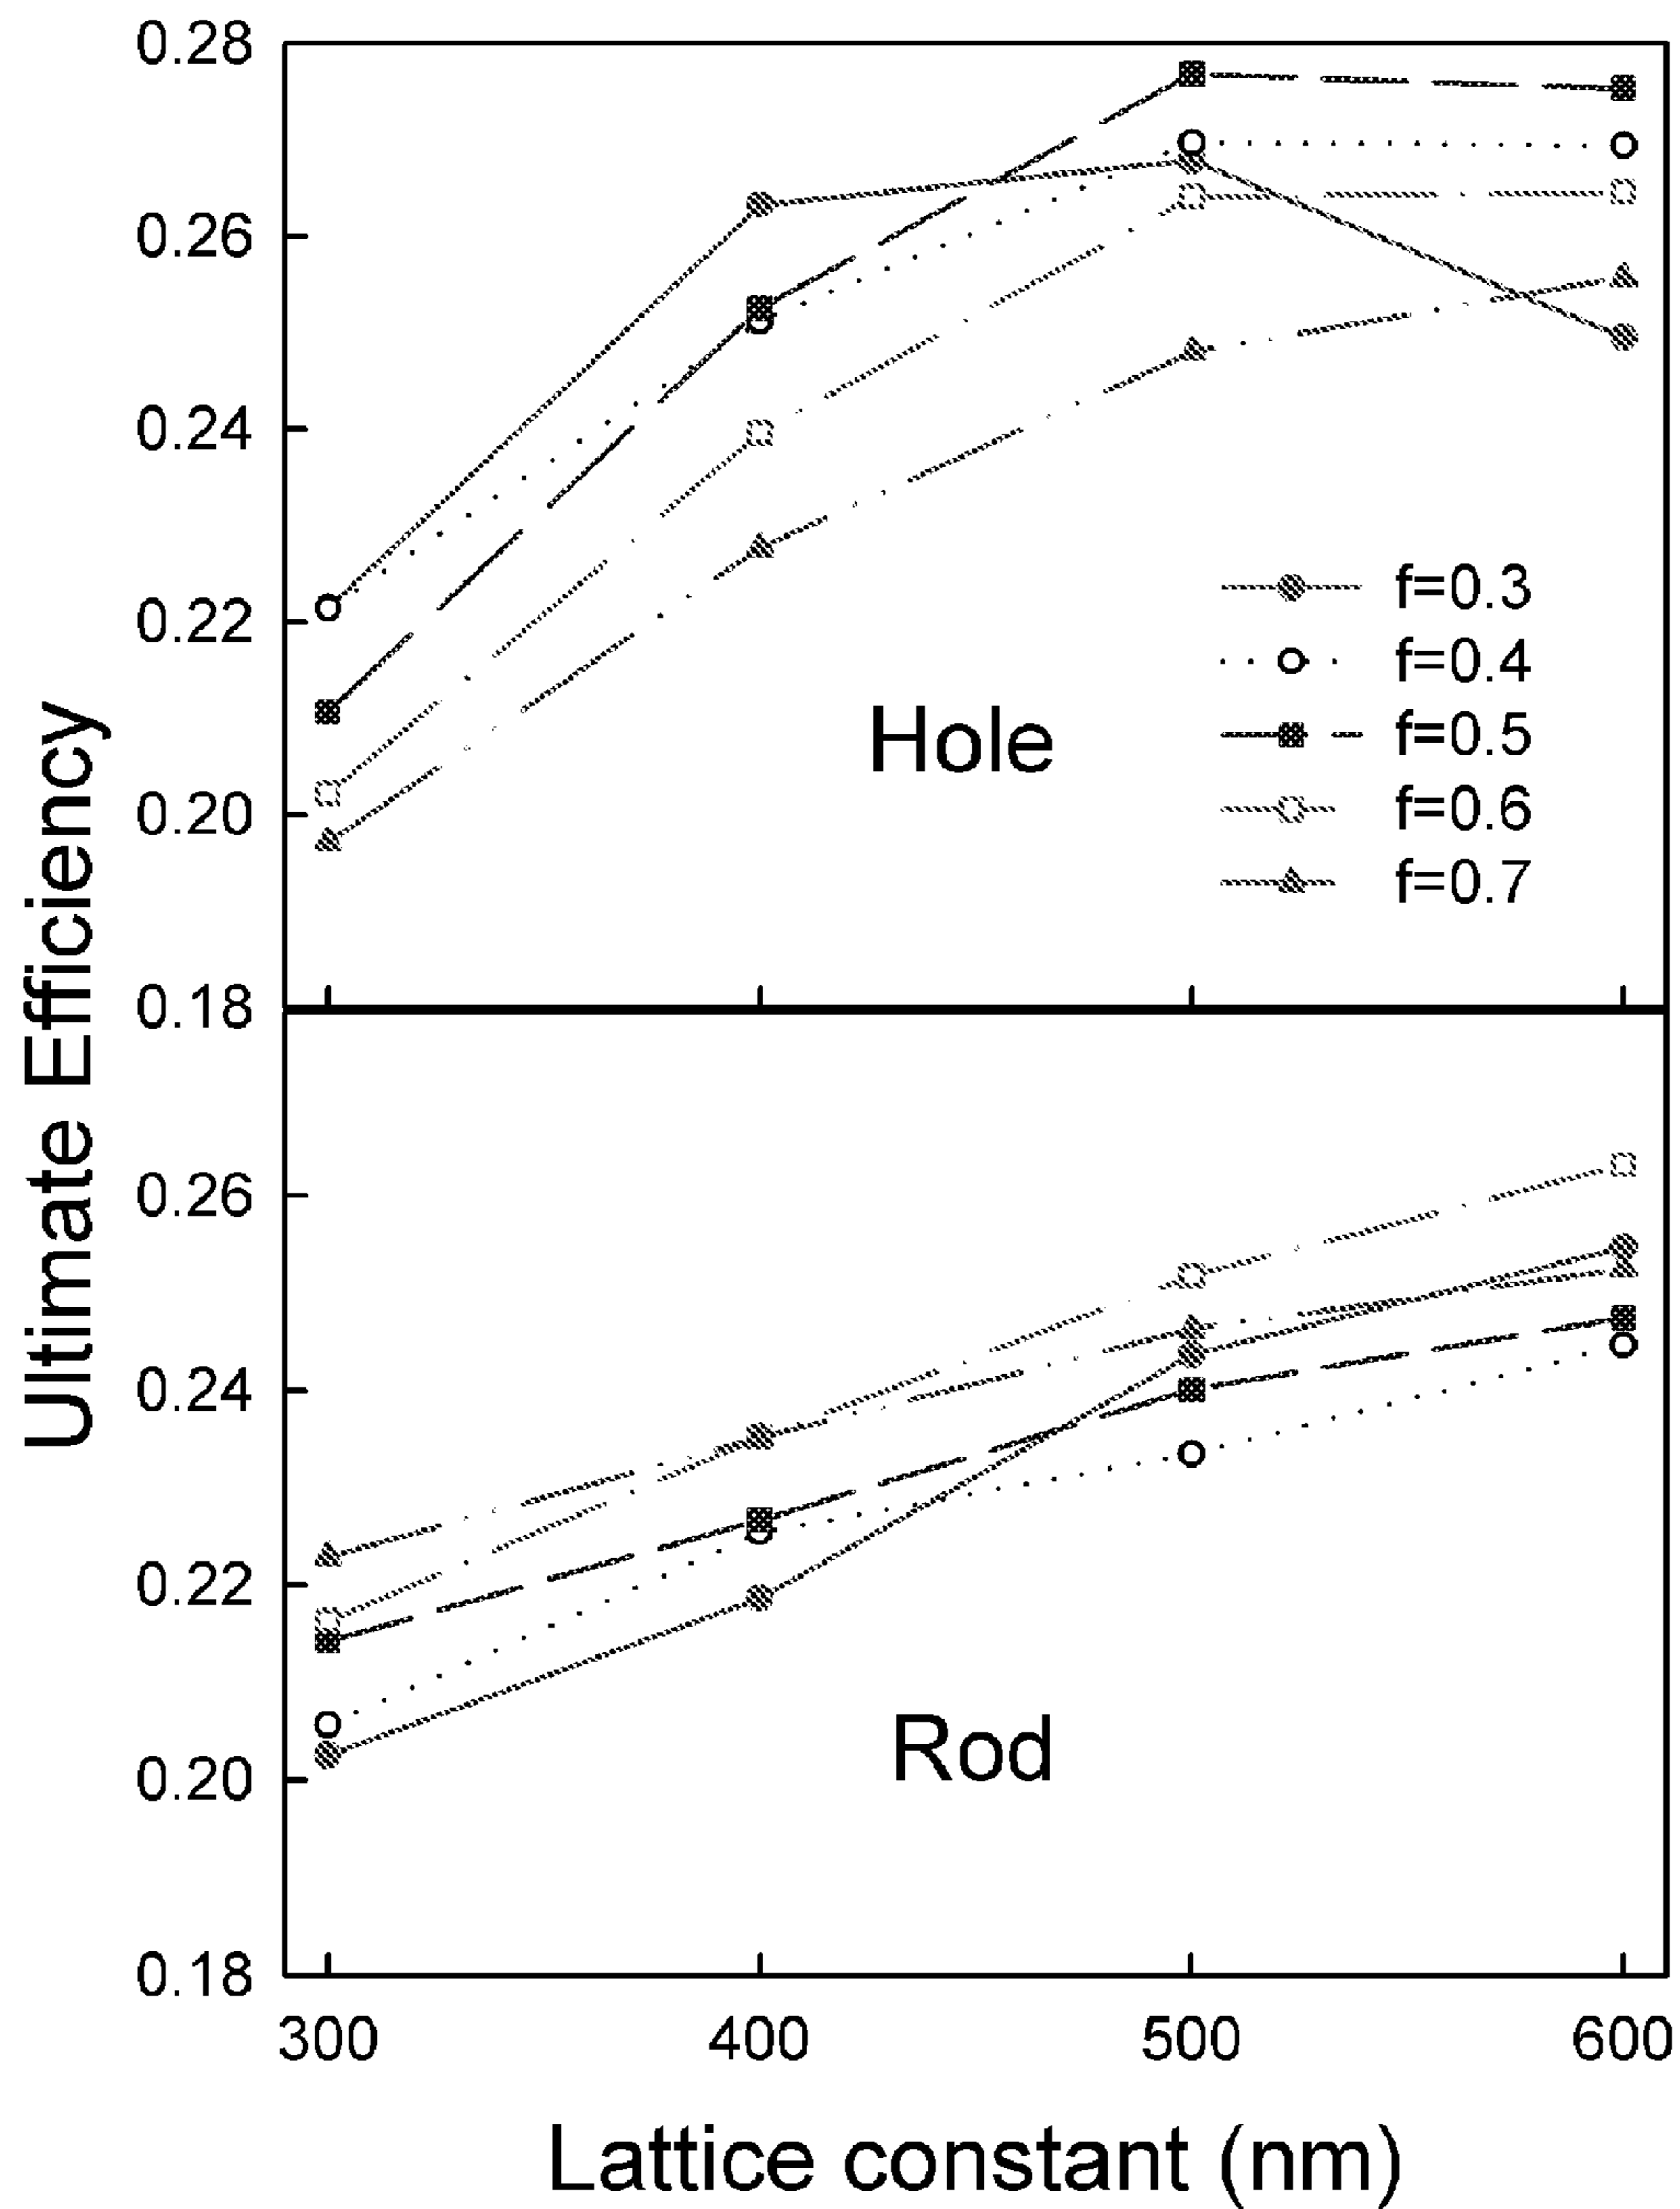 Ultimate Efficiency
0.28
0.26
0.24
0.22
0.20
0.18
f=0.3
f=0.4
f=0.5
f=0.6
f=0.7
Hole
0.26
0.24
0.22
0.20
0.18
Rod
300 400 500 600
Lattice constant (nm)